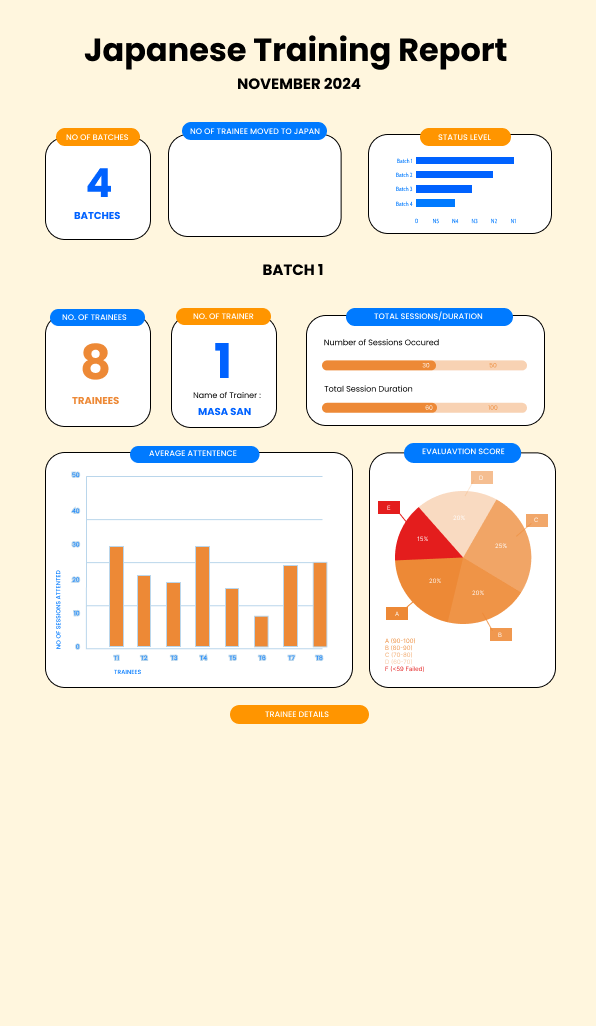 Japanese Training Report
NOVEMBER 2024
NO OF BATCHES
4
BATCHES
NO OF TRAINEE MOVED TO JAPAN
STATUS LEVEL
Batch 1
Batch 2
Batch 3
Batch 4
0 N5 N4 N3 N2 N1
BATCH 1
NO. OF TRAINEES
8
TRAINEES
NO. OF TRAINER
1
Name of Trainer :
MASA SAN
TOTAL SESSIONS/DURATION
Number of Sessions Occured
30 50
Total Session Duration
60 100
AVERAGE ATTENTENCE
50
40
30
20
10
0
NO OF SESSIONS ATTENTED
T1 T2 T3 T4 T5 T6 T7 T8
TRAINEES
EVALUAVTION SCORE
D
E
C
20%
15%
25%
20%
20%
A
B
A (90-100)
B (80-90)
C (70-80)
D (60-70)
F (<59 Failed)
TRAINEE DETAILS